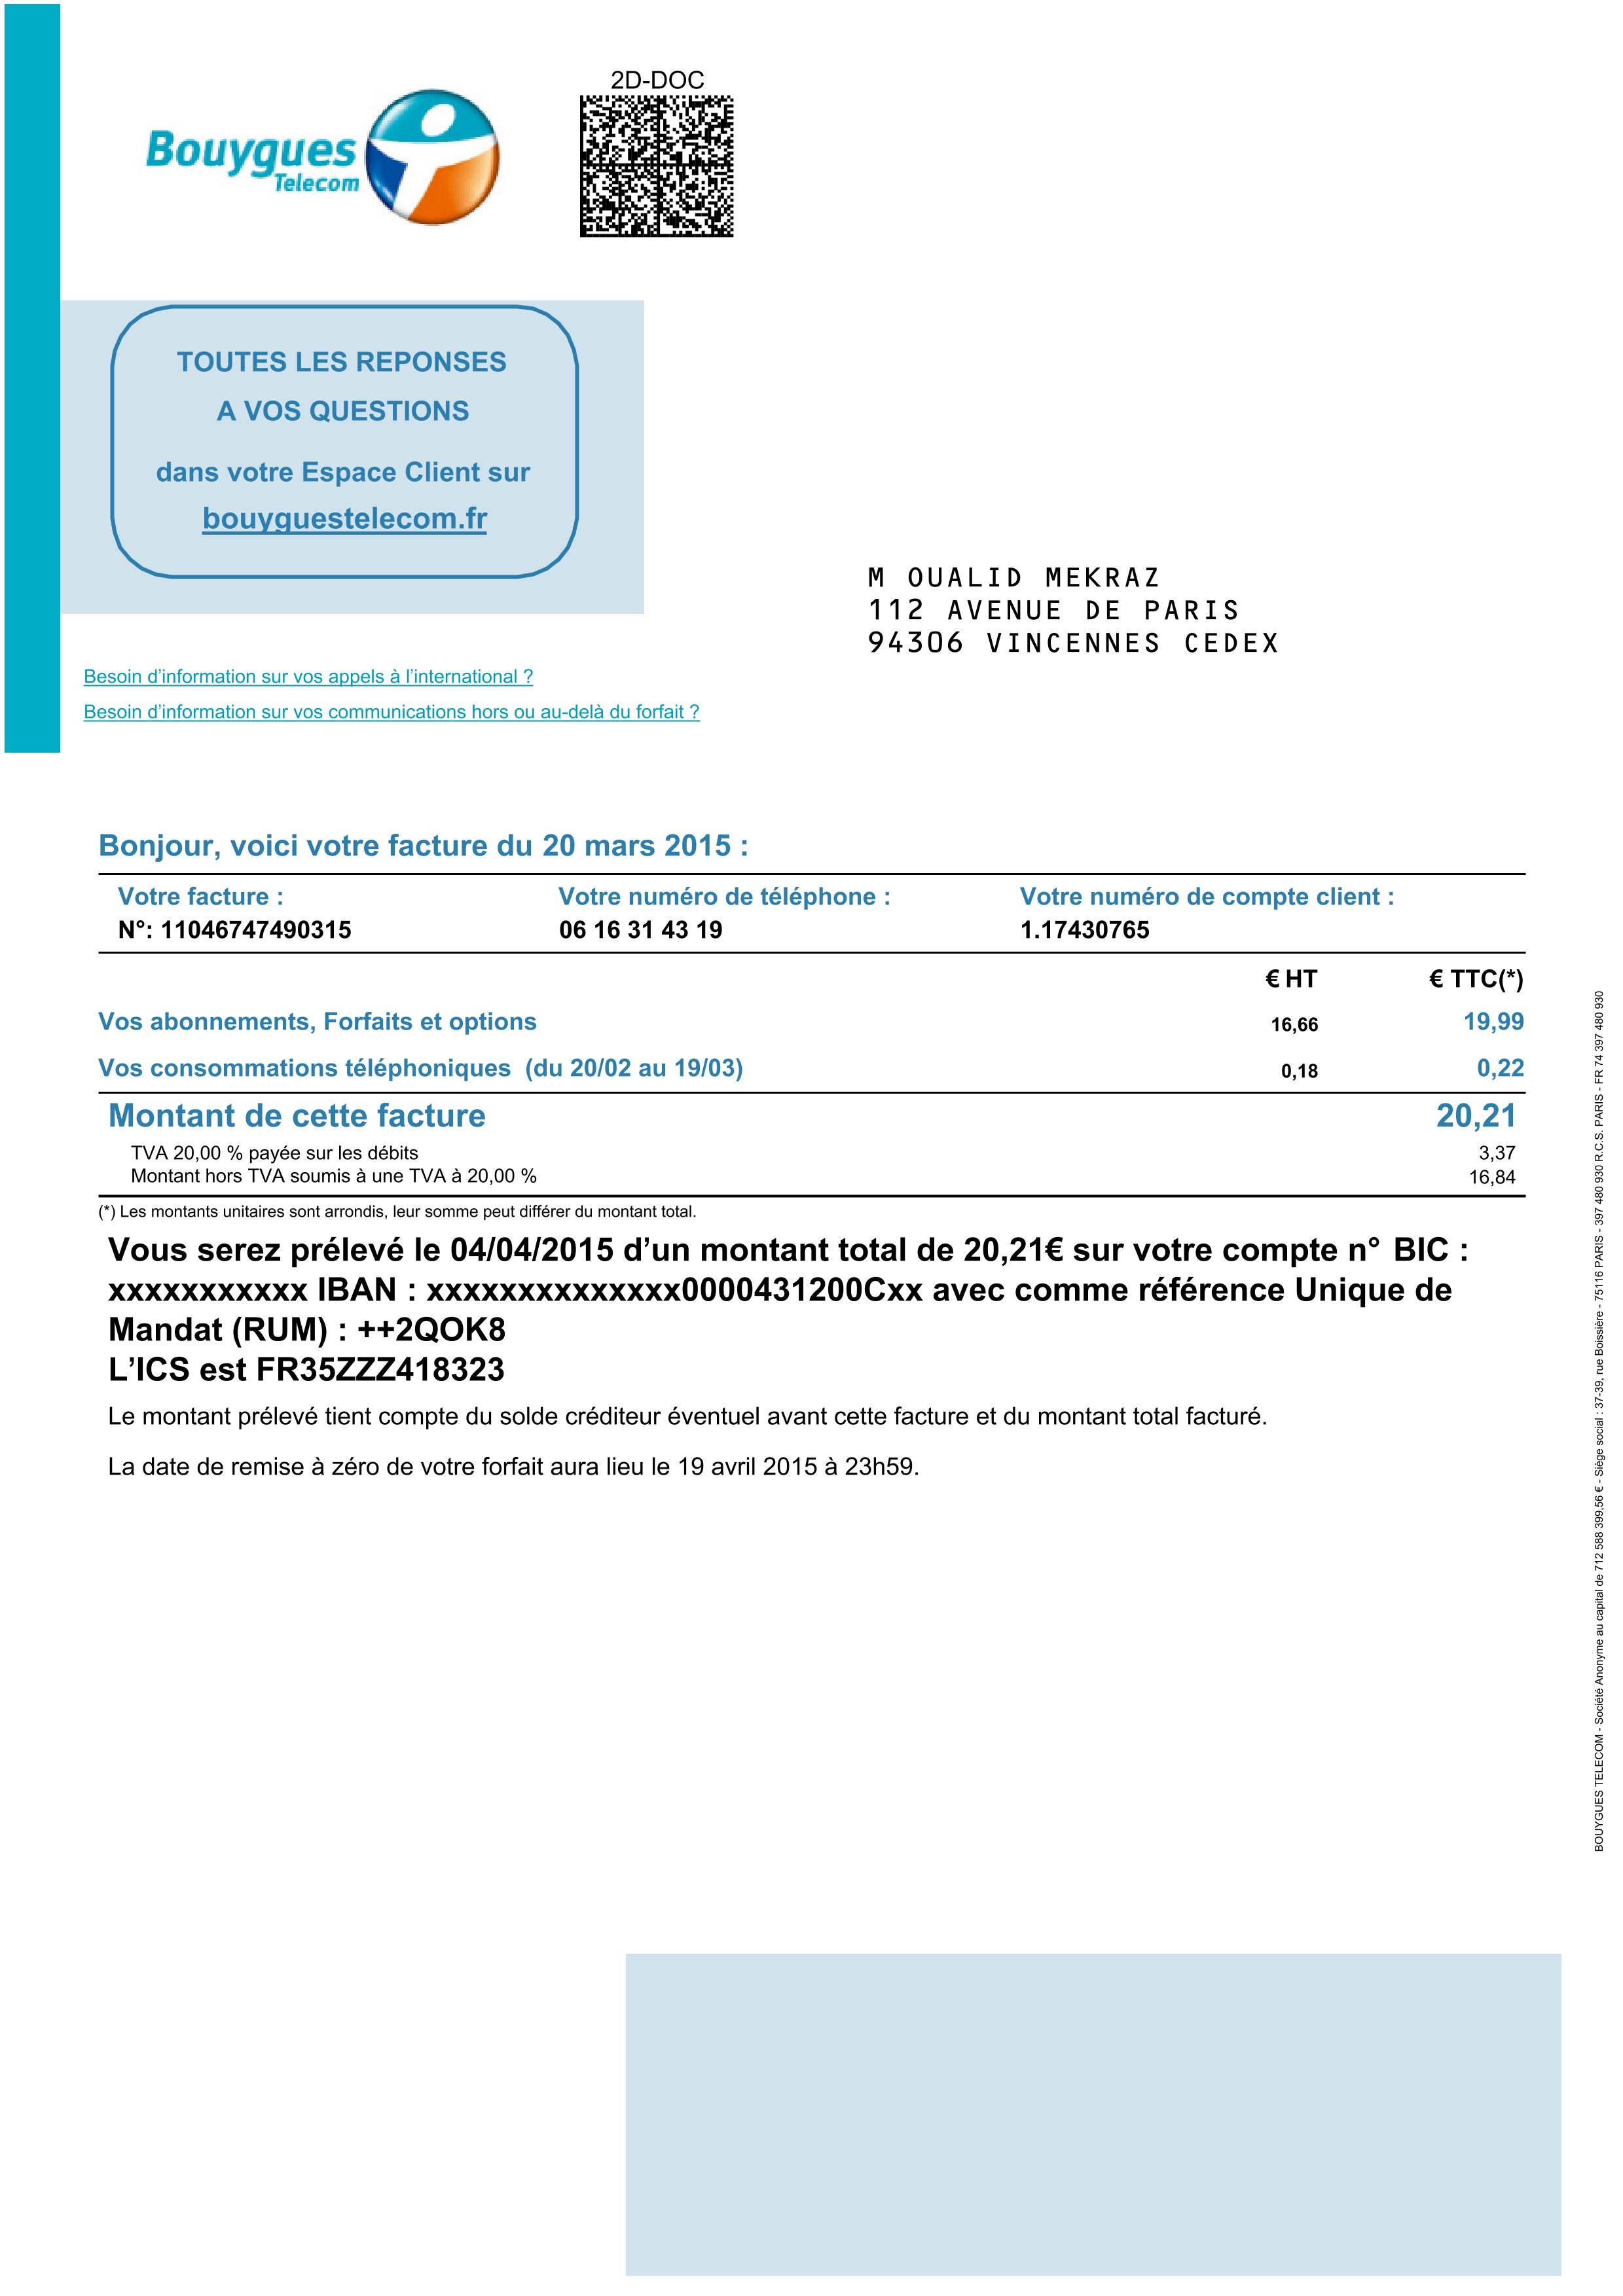 2D-DOC
Bouygues
Telecom
TOUTES LES REPONSES
A VOS QUESTIONS
dans votre Espace Client sur
bouyguestelecom.fr
M OUALID MEKRAZ
112 AVENUE DE PARIS
94306 VINCENNES CEDEX
Besoin d’information sur vos appels à l’international ?
Besoin d’information sur vos communications hors ou au-delà du forfait ?
Bonjour, voici votre facture du 20 mars 2015 :
Votre facture : Votre numéro de téléphone : Votre numéro de compte client :
N°: 11046747490315 06 16 31 43 19 1.17430765
€ HT € TTC(*)
Vos abonnements, Forfaits et options 16,66 19,99
Vos consommations téléphoniques (du 20/02 au 19/03) 0,18 0,22
Montant de cette facture 20,21
TVA 20,00 % payée sur les débits 3,37
Montant hors TVA soumis à une TVA à 20,00 % 16,84
(*) Les montants unitaires sont arrondis, leur somme peut différer du montant total.
Vous serez prélevé le 04/04/2015 d’un montant total de 20,21€ sur votre compte n° BIC :
xxxxxxxxxxx IBAN : xxxxxxxxxxxxxx0000431200Cxx avec comme référence Unique de
Mandat (RUM) : ++2QOK8
L’ICS est FR35ZZZ418323
Le montant prélevé tient compte du solde créditeur éventuel avant cette facture et du montant total facturé.
La date de remise à zéro de votre forfait aura lieu le 19 avril 2015 à 23h59.
BOUYGUES TELECOM - Société Anonyme au capital de 712 588 399,56 € - Siège social : 37-39, rue Boissière - 75116 PARIS - 397 480 930 R.C.S. PARIS - FR 74 397 480 930